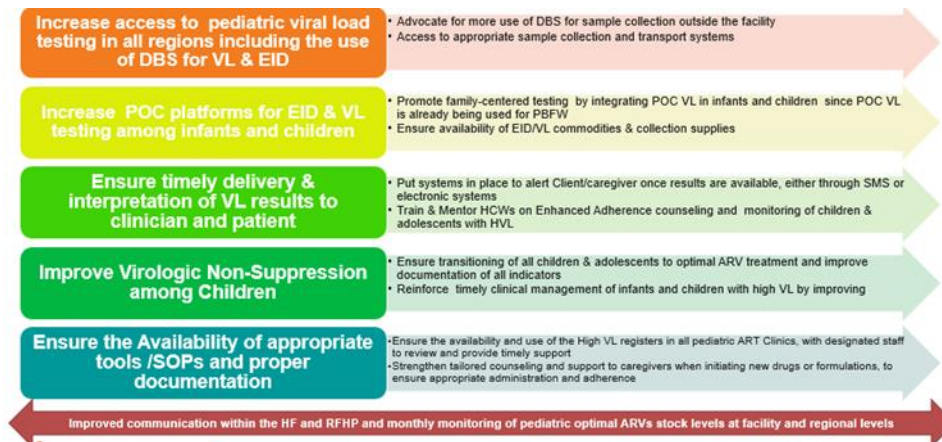 Increase access to pediatric viral load
testing in all regions including the use
of DBS for VL & EID
• Advocate for more use of DBS for sample collection outside the facility
• Access to appropriate sample collection and transport systems
Increase POC platforms for EID & VL
testing among infants and children
• Promote family-centered testing by integrating POC VL in infants and children since POC VL
is already being used for PBFW
• Ensure availability of EID/VL commodities & collection supplies
Ensure timely delivery &
interpretation of VL results to
clinician and patient
• Put systems in place to alert Client/caregiver once results are available, either through SMS or
electronic systems
• Train & Mentor HCWs on Enhanced Adherence counseling and monitoring of children &
adolescents with HVL
Improve Virologic Non-Suppression
among Children
• Ensure transitioning of all children & adolescents to optimal ARV treatment and improve
documentation of all indicators
• Reinforce timely clinical management of infants and children with high VL by improving
Ensure the Availability of appropriate
tools /SOPs and proper
documentation
•Ensure the availability and use of the High VL registers in all pediatric ART Clinics, with designated staff
to review and provide timely support
•Strengthen tailored counseling and support to caregivers when initiating new drugs or formulations, to
ensure appropriate administration and adherence
Improved communication within the HF and RFHP and monthly monitoring of pediatric optimal ARVs stock levels at facility and regional levels